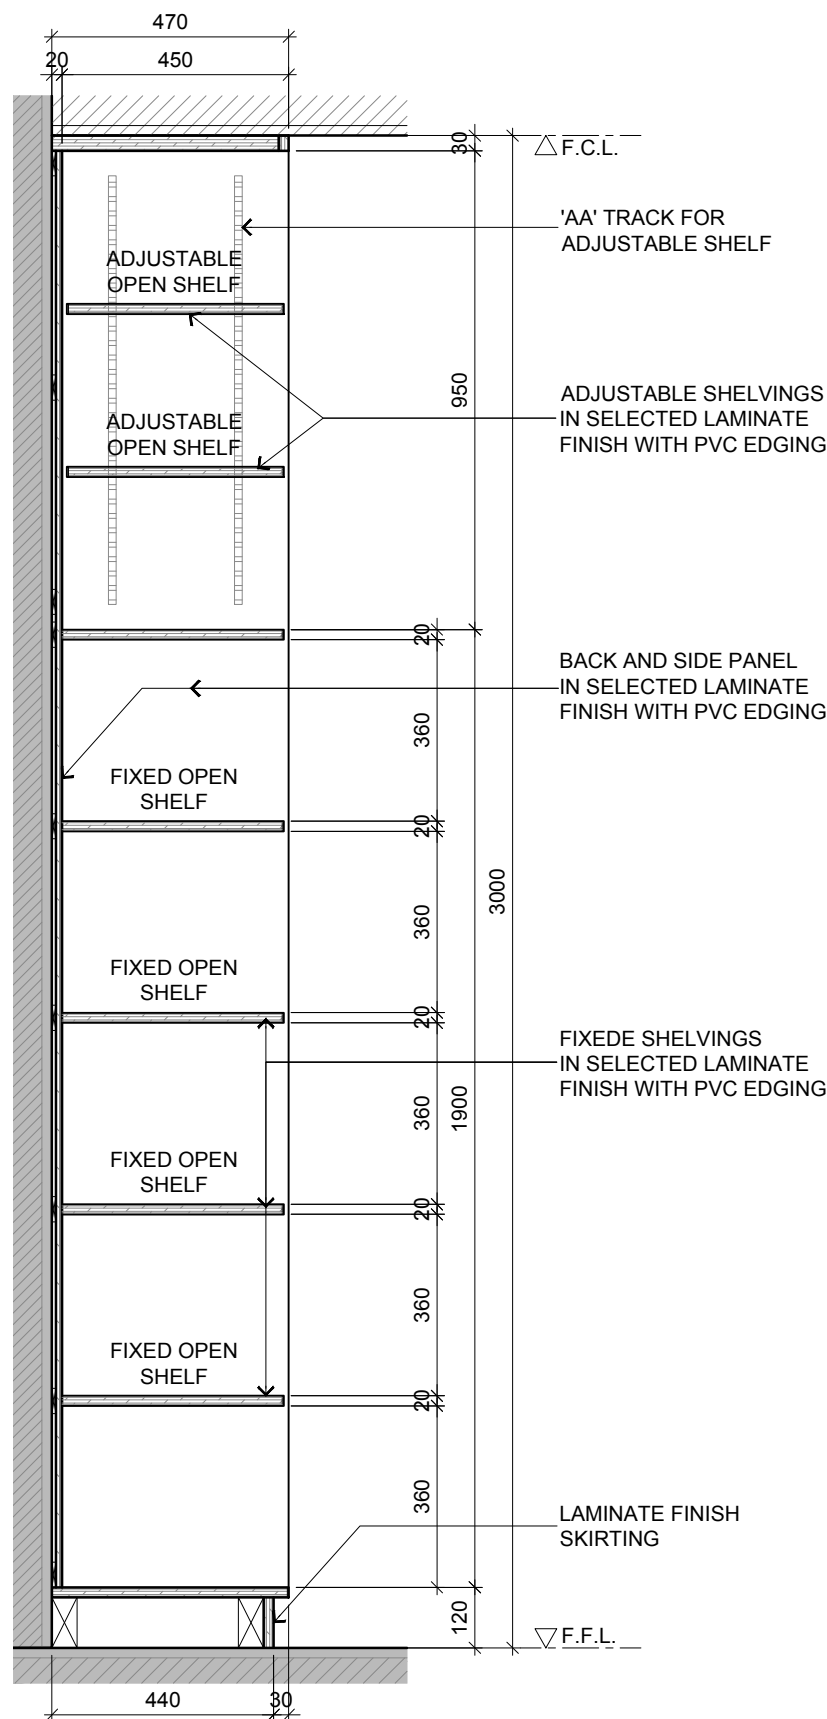 470
20 450
30
F.C.L.
'AA' TRACK FOR
ADJUSTABLE SHELF
ADJUSTABLE
OPEN SHELF
950
ADJUSTABLE SHELVINGS
IN SELECTED LAMINATE
FINISH WITH PVC EDGING
ADJUSTABLE
OPEN SHELF
20
BACK AND SIDE PANEL
IN SELECTED LAMINATE
FINISH WITH PVC EDGING
360
FIXED OPEN
SHELF
20
3000
360
FIXED OPEN
SHELF
20
FIXEDE SHELVINGS
IN SELECTED LAMINATE
FINISH WITH PVC EDGING
360
1900
FIXED OPEN
SHELF
20
360
FIXED OPEN
SHELF
20
360
LAMINATE FINISH
SKIRTING
120
F.F.L.
440 30